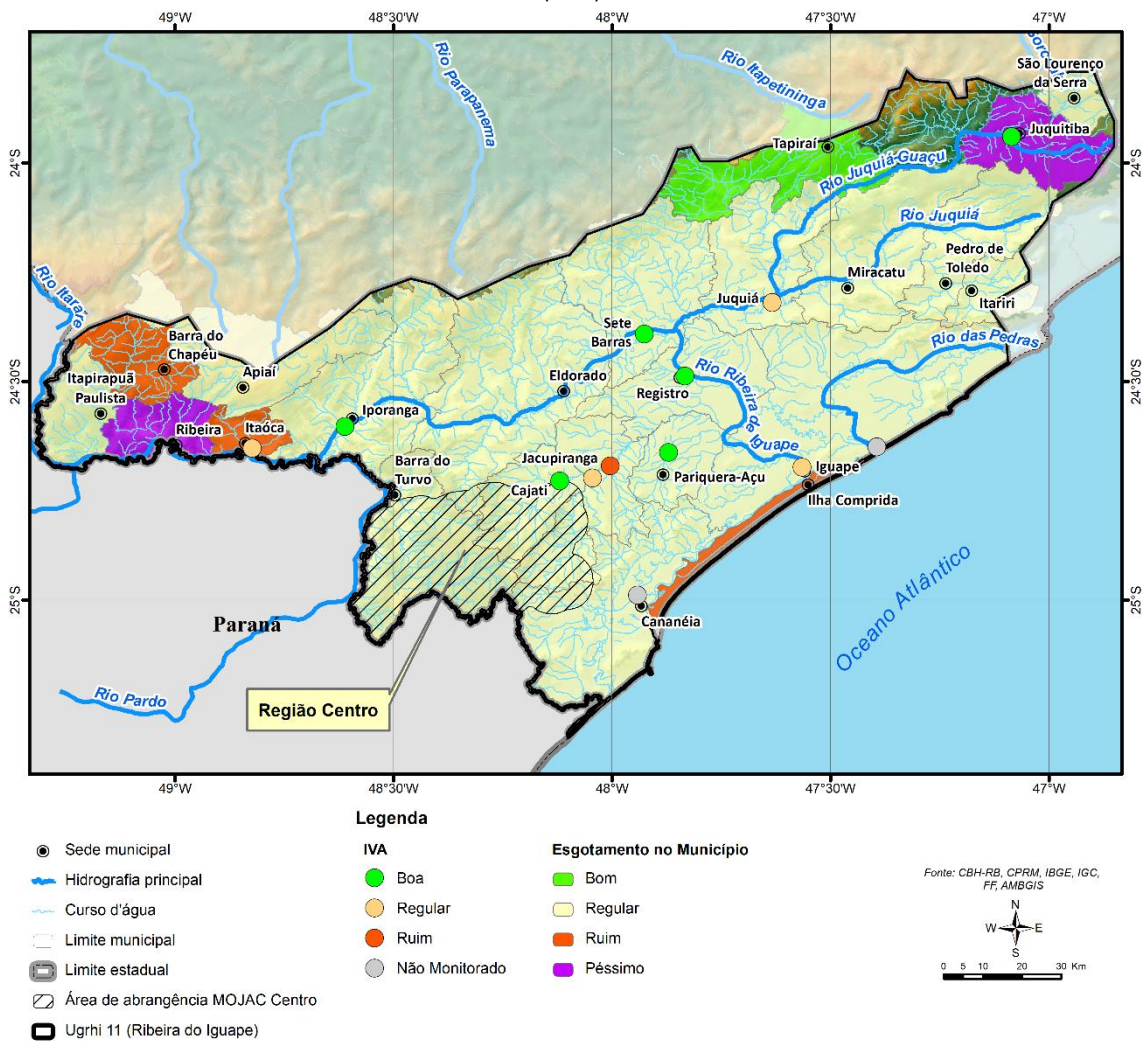 49°W
48°30'W
48°W
47°30'W
47°W
São Lourenço
da Serra
Rio Parapanema
Rio Itapetininga
Juquitiba
Tapiraí
24°S
24°S
Rio Juquiá-Guaçu
Rio Juquiá
Pedro de
Toledo
Rio Itararé
Miracatu
Itariri
Juquiá
Sete
Barras
Rio das Pedras
Barra do
Chapéu
Apiaí
Itapirapuã
Paulista
24°30'S
24°30'S
Eldorado
Registro
Rio Ribeira de Iguape
Iporanga
Ribeira
Itaóca
Barra do
Turvo
Jacupiranga
Cajati
Pariquera-Açu
Iguape
Ilha Comprida
25°S
25°S
Cananéia
Paraná
Oceano Atlântico
Rio Pardo
Região Centro
49°W
48°30'W
48°W
47°30'W
47°W
Legenda
Sede municipal
Hidrografia principal
Curso d'água
Limite municipal
Limite estadual
Área de abrangência MOJAC Centro
Ugrhi 11 (Ribeira do Iguape)
IVA
Boa
Regular
Ruim
Não Monitorado
Esgotamento no Município
Bom
Regular
Ruim
Péssimo
Fonte: CBH-RB, CPRM, IBGE, IGC,
FF, AMBGIS
N
W
E
S
0 5 10 20 30 Km